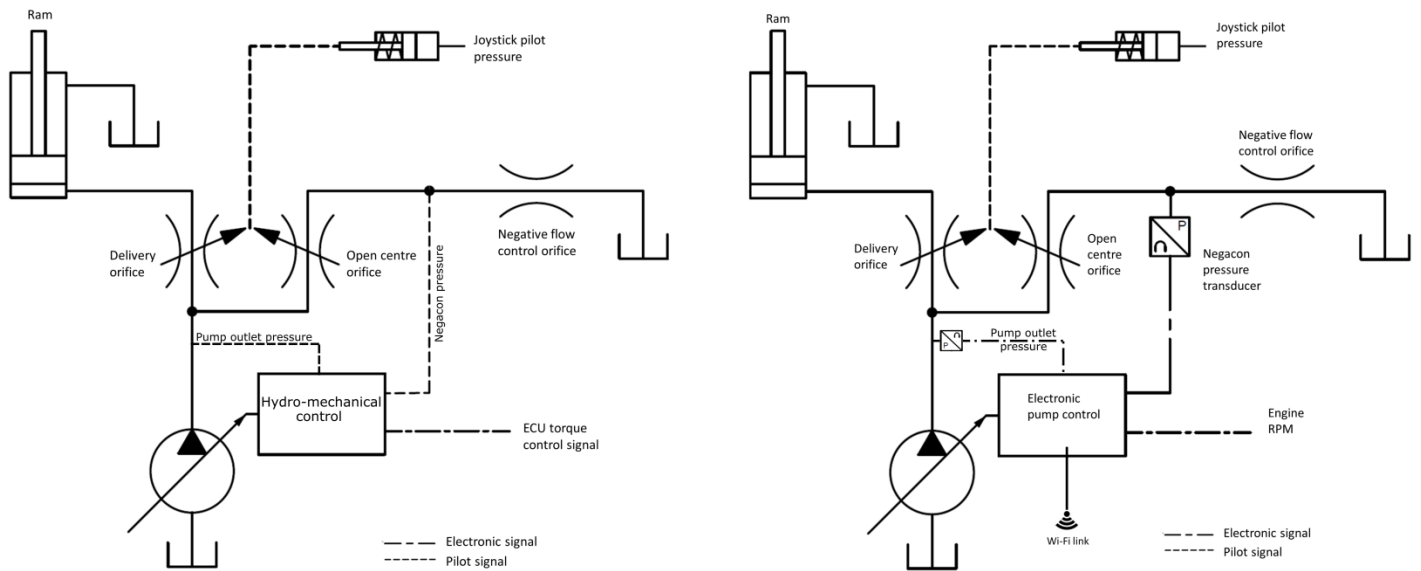 Ram
Joystick pilot
pressure
Delivery
orifice
Open centre
orifice
Negative flow
control orifice
Negacon pressure
Pump outlet pressure
Hydro-mechanical
control
ECU torque
control signal
Electronic signal
Pilot signal
Ram
Joystick pilot
pressure
Negative flow
control orifice
Delivery
orifice
Open
centre
orifice
P
Negacon
pressure
transducer
P
Pump outlet
pressure
Electronic
pump control
Engine
RPM
Wi-Fi link
Electronic signal
Pilot signal